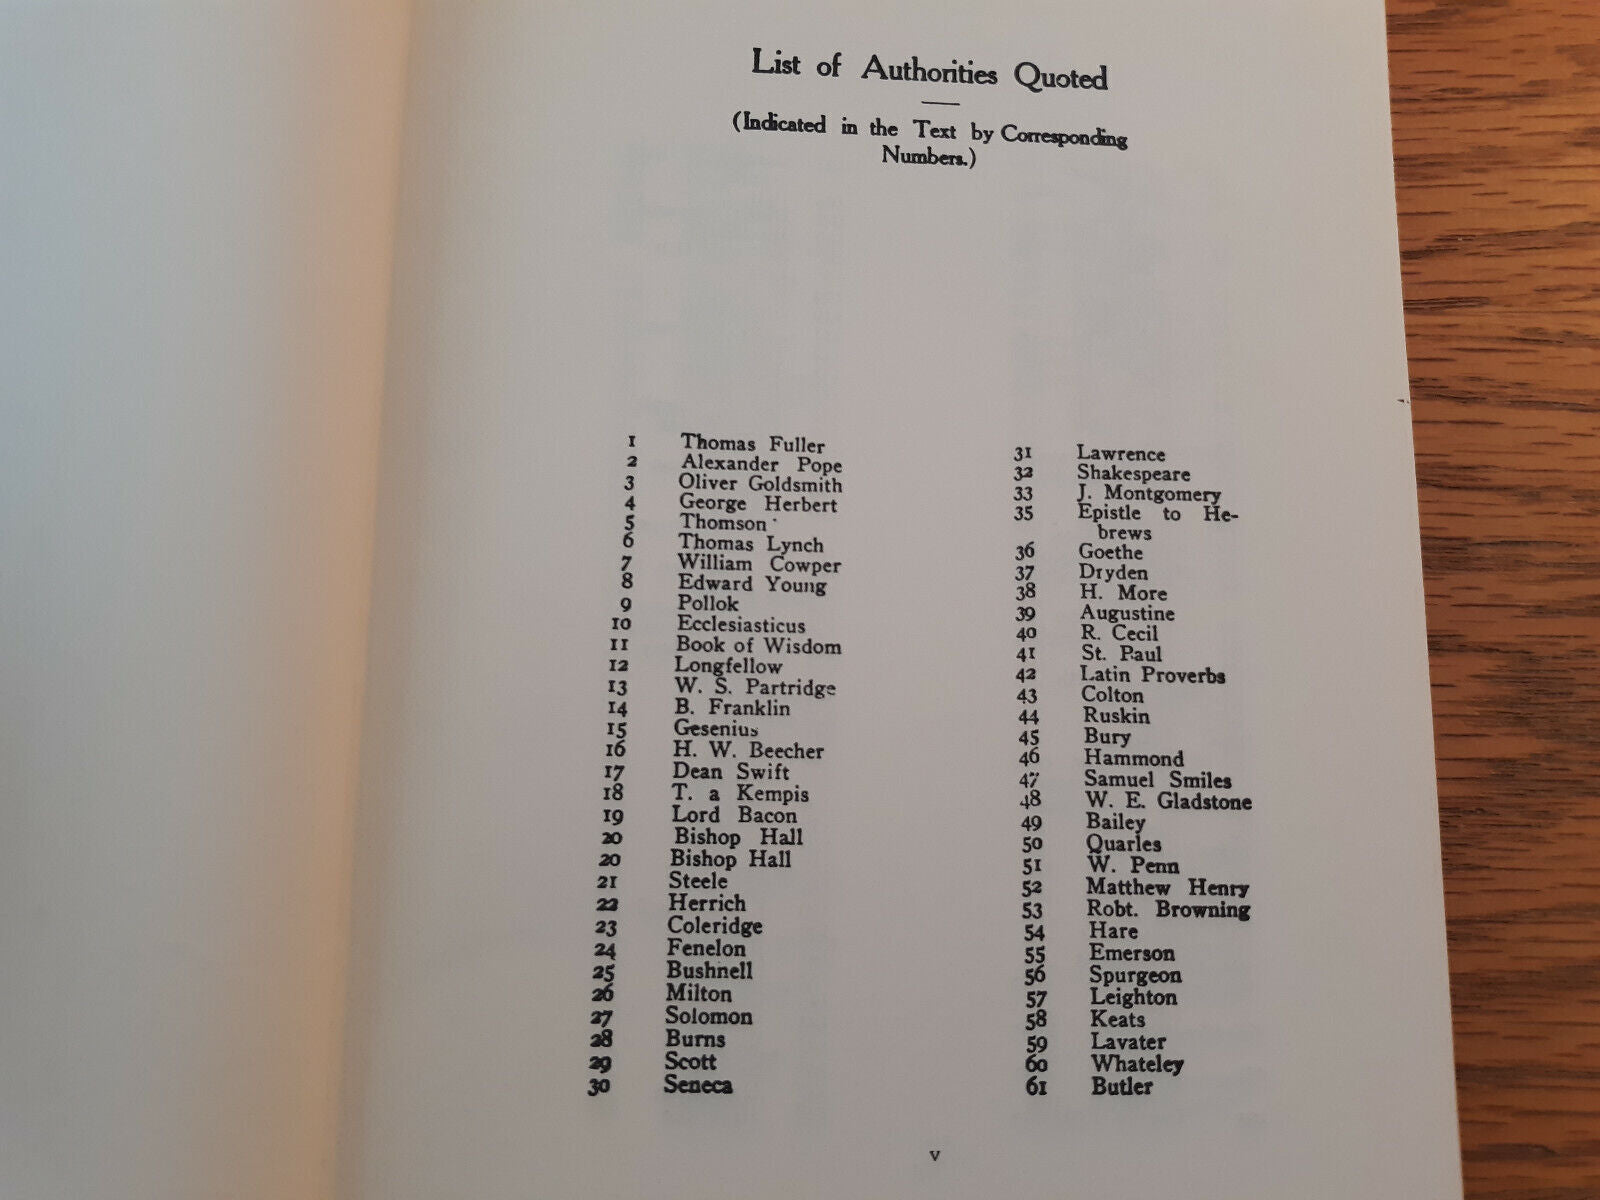 List of Authorities Quoted
(Indicated in the Text by Corresponding
Numbers.)
1 Thomas Fuller
2 Alexander Pope
3 Oliver Goldsmith
4 George Herbert
5 Thomson
6 Thomas Lynch
7 William Cowper
8 Edward Young
9 Pollok
10 Ecclesiasticus
11 Book of Wisdom
12 Longfellow
13 W. S. Partridge
14 B. Franklin
15 Gesenius
16 H. W. Beecher
17 Dean Swift
18 T. a Kempis
19 Lord Bacon
20 Bishop Hall
20 Bishop Hall
21 Steele
22 Herrich
23 Coleridge
24 Fenelon
25 Bushnell
26 Milton
27 Solomon
28 Burns
29 Scott
30 Seneca
31 Lawrence
32 Shakespeare
33 J. Montgomery
35 Epistle to He-
brews
36 Goethe
37 Dryden
38 H. More
39 Augustine
40 R. Cecil
41 St. Paul
42 Latin Proverbs
43 Colton
44 Ruskin
45 Bury
46 Hammond
47 Samuel Smiles
48 W. E. Gladstone
49 Bailey
50 Quarles
51 W. Penn
52 Matthew Henry
53 Robt. Browning
54 Hare
55 Emerson
56 Spurgeon
57 Leighton
58 Keats
59 Lavater
60 Whateley
61 Butler
v